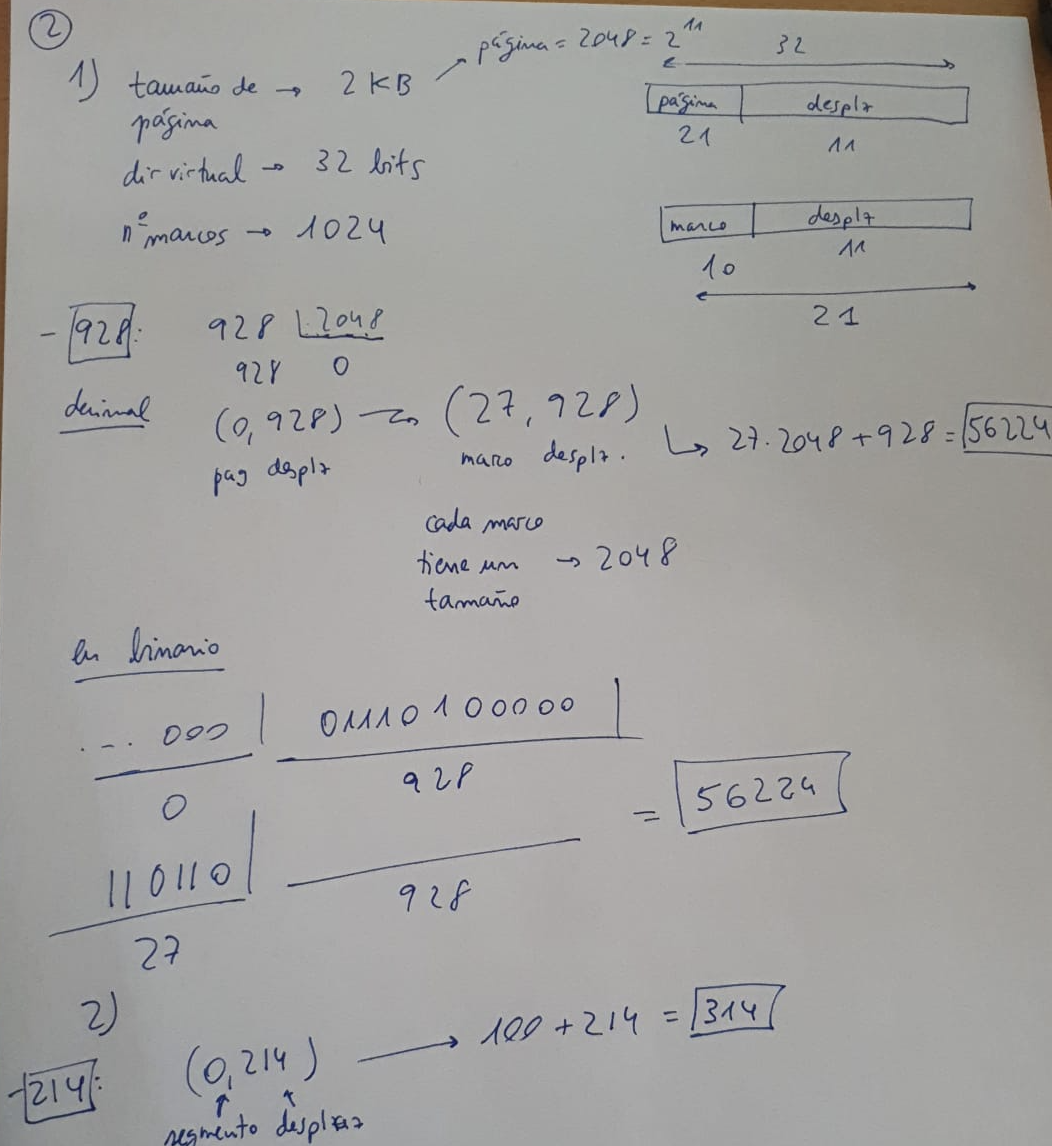 2
1) tamaño de → 2 KB → página = 2048 = 2^11
página
dir virtual → 32 bits
nº marcos → 1024
32
página | desplz
21 11
marco | desplz
10 11
21
- 928: 928 | 2048
928 0
decimal
(0, 928) → (27, 928)
pag desplz marco desplz.
↳ 27·2048 + 928 = 56224
cada marco
tiene un → 2048
tamaño
en binario
... 000 | 01110100000 |
0 928
= 56224
110110 |
27 928
2)
- 214: (0, 214) → 100 + 214 = 314
segmento desplz